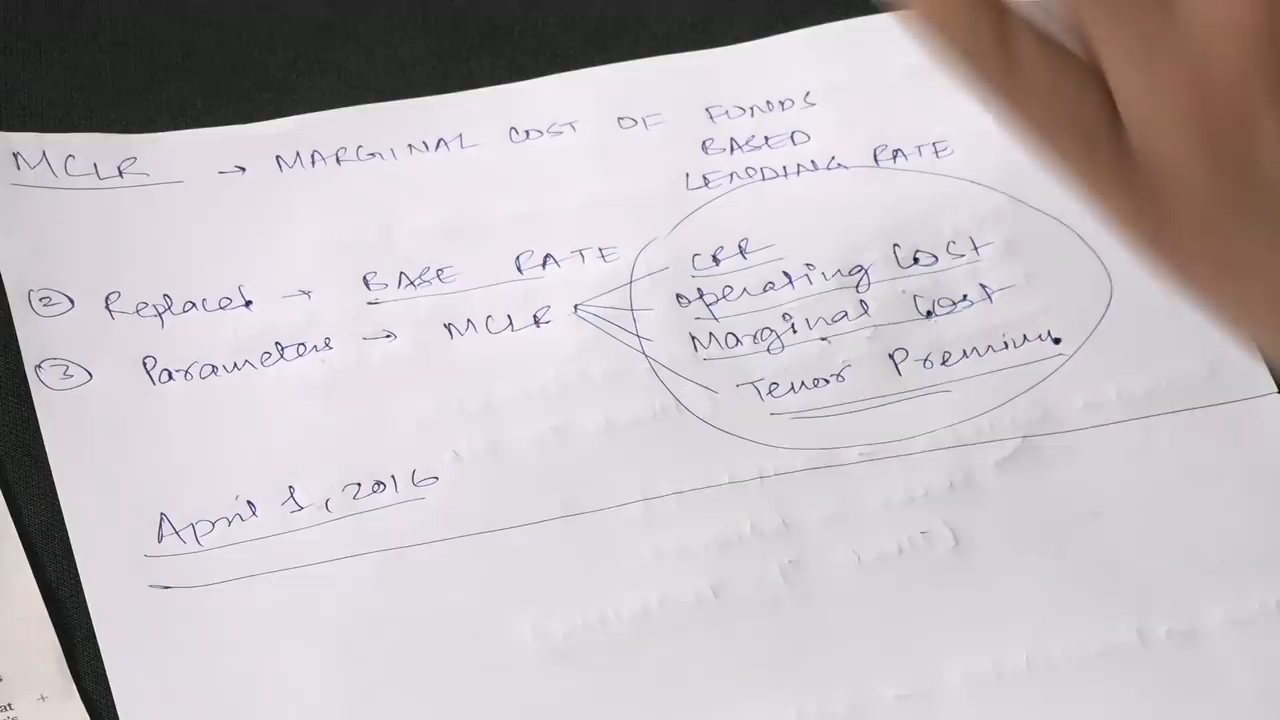 MCLR → MARGINAL COST OF FUNDS
BASED
LENDING RATE
② Replaced → BASE RATE
③ Parameters → MCLR
CRR
Operating Cost
Marginal Cost
Tenor Premium
April 1, 2016
at